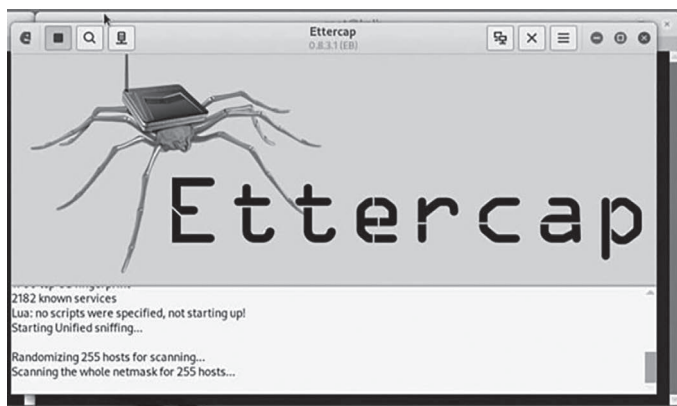 Ettercap
0.8.3.1 (EB)
Ettercap
2182 known services
Lua: no scripts were specified, not starting up!
Starting Unified sniffing...
Randomizing 255 hosts for scanning...
Scanning the whole netmask for 255 hosts...